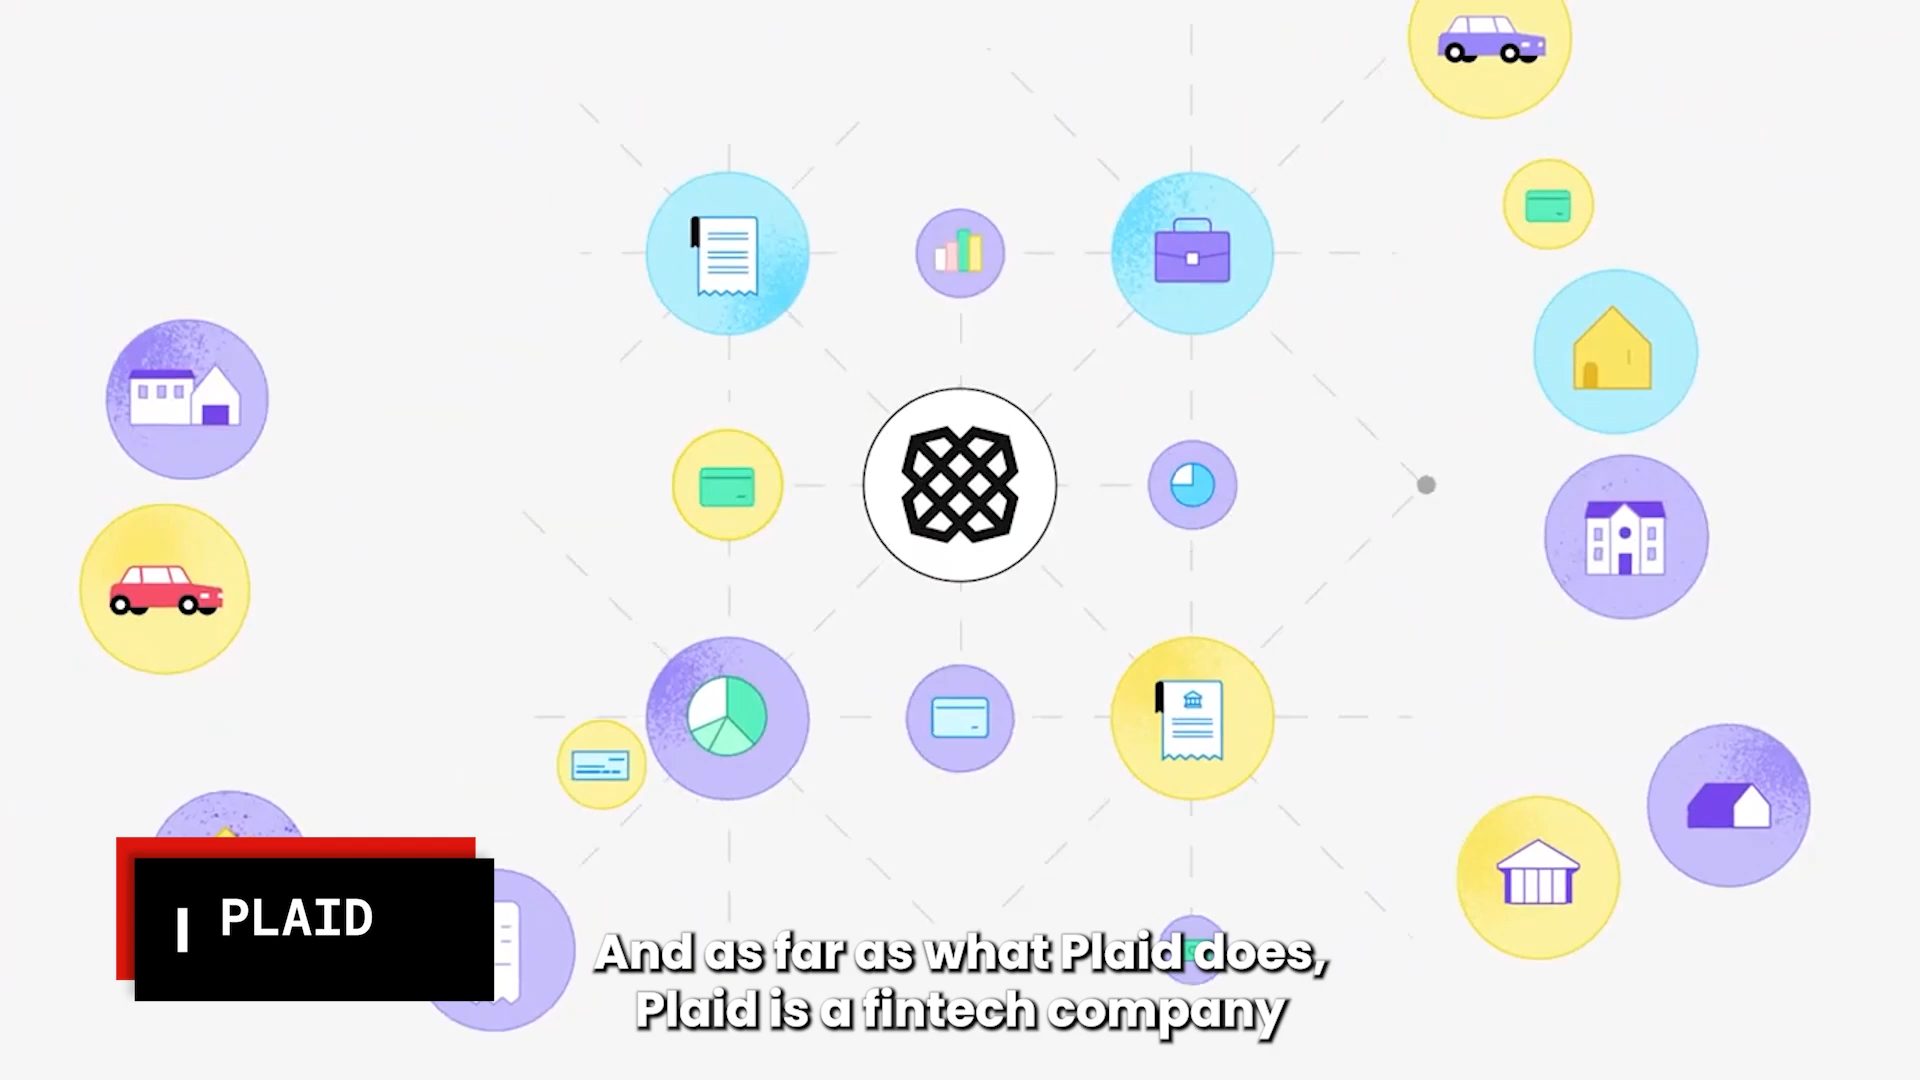 PLAID
And as far as what Plaid does,
Plaid is a fintech company